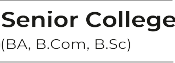 Senior College
(BA, B.Com, B.Sc)